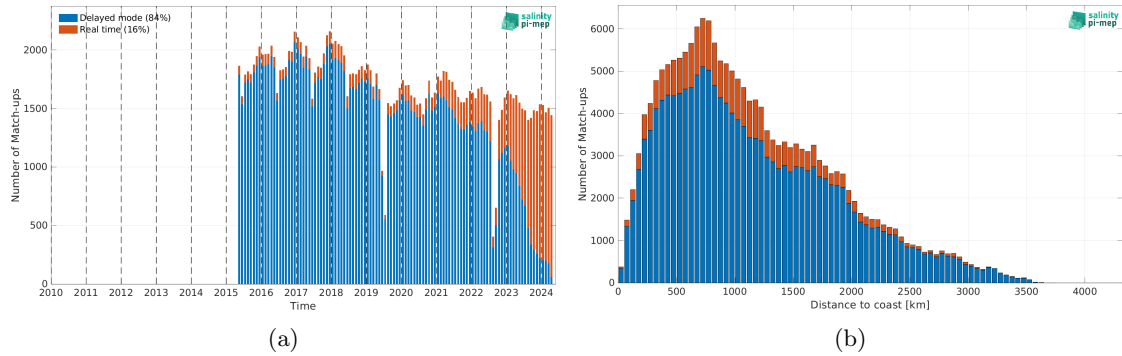 Delayed mode (84%)
Real time (16%)
salinity
pi-mep
Number of Match-ups
2000
1500
1000
500
0
2010 2011 2012 2013 2014 2015 2016 2017 2018 2019 2020 2021 2022 2023 2024
Time
(a)
salinity
pi-mep
Number of Match-ups
6000
5000
4000
3000
2000
1000
0
0 500 1000 1500 2000 2500 3000 3500 4000
Distance to coast [km]
(b)